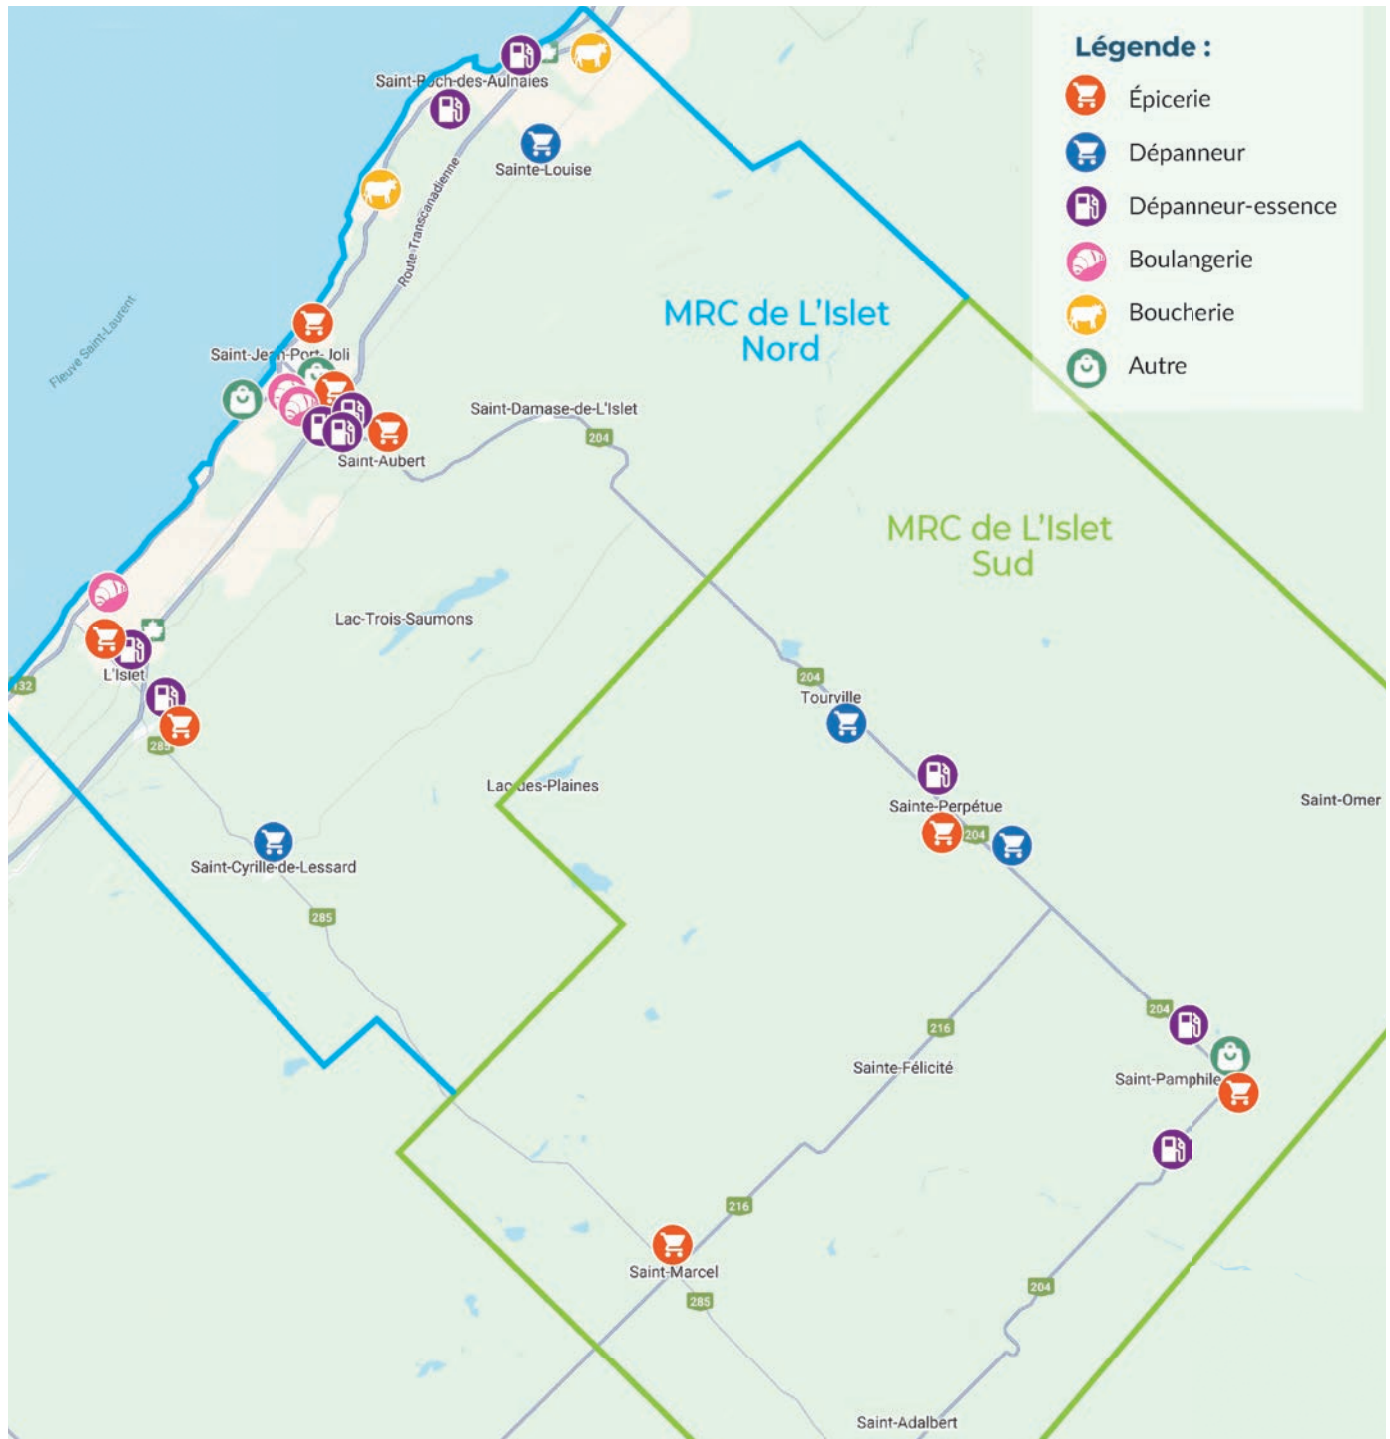 Légende :
Épicerie
Dépanneur
Dépanneur-essence
Boulangerie
Boucherie
Autre
Saint-Roch-des-Aulnaies
Sainte-Louise
Route Transcanadienne
Fleuve Saint-Laurent
MRC de L'Islet
Nord
Saint-Jean-Port-Joli
Saint-Damase-de-L'Islet
204
Saint-Aubert
MRC de L'Islet
Sud
Lac-Trois-Saumons
L'Islet
132
204
Tourville
285
Lac-des-Plaines
Sainte-Perpétue
Saint-Omer
204
Saint-Cyrille-de-Lessard
285
204
216
Sainte-Félicité
Saint-Pamphile
216
Saint-Marcel
285
204
Saint-Adalbert